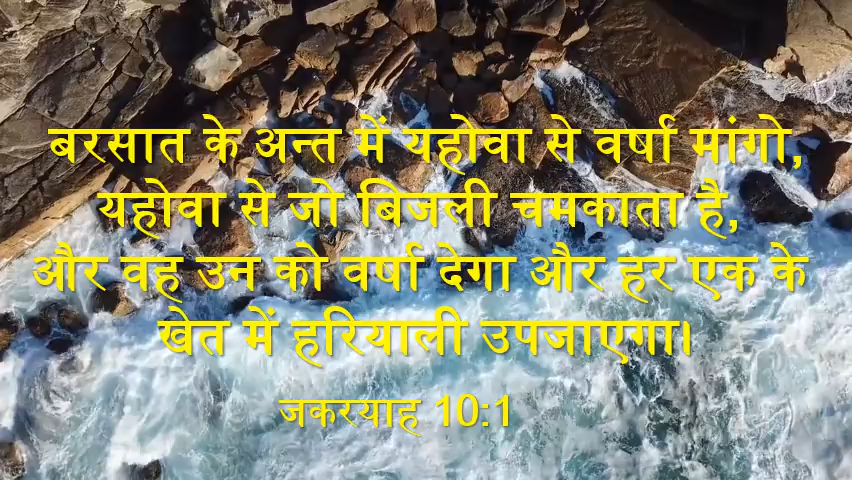 बरसात के अन्त में यहोवा से वर्षा मांगो,
यहोवा से जो बिजली चमकाता है,
और वह उन को वर्षा देगा और हर एक के
खेत में हरियाली उपजाएगा।
जकरयाह 10:1